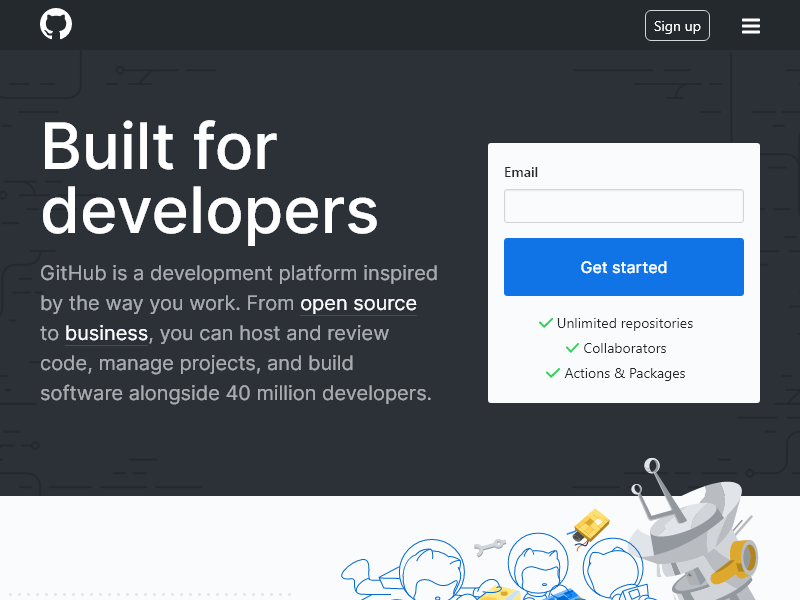 Sign up
Built for
developers
GitHub is a development platform inspired
by the way you work. From open source
to business, you can host and review
code, manage projects, and build
software alongside 40 million developers.
Email
Get started
Unlimited repositories
Collaborators
Actions & Packages